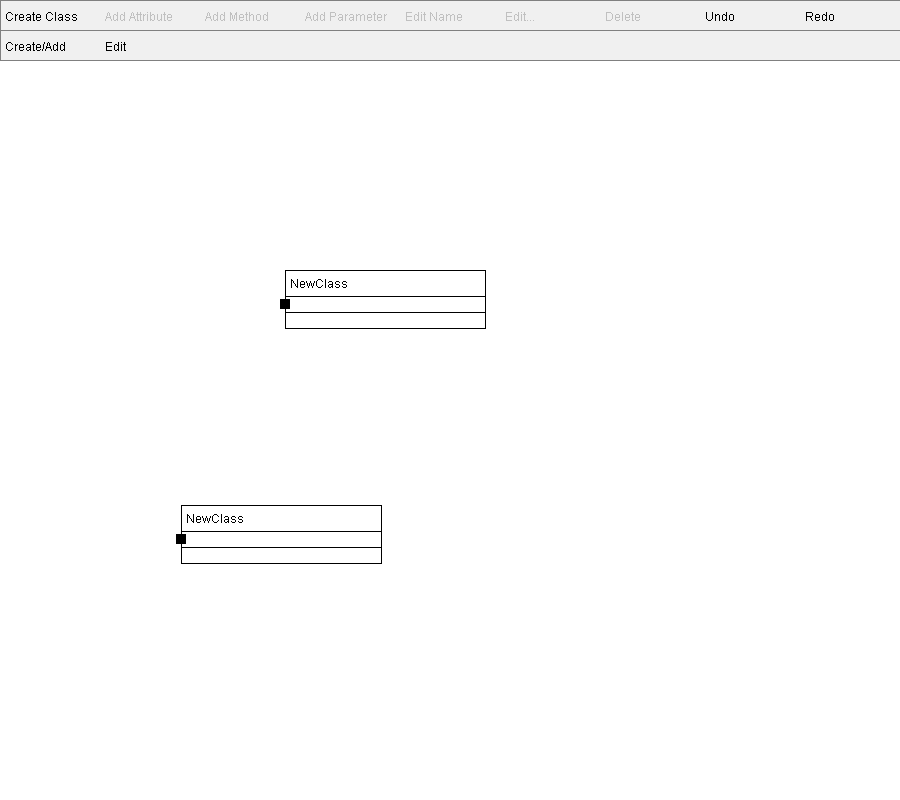 Create Class Add Attribute Add Method Add Parameter Edit Name Edit... Delete Undo Redo
Create/Add Edit
NewClass
NewClass